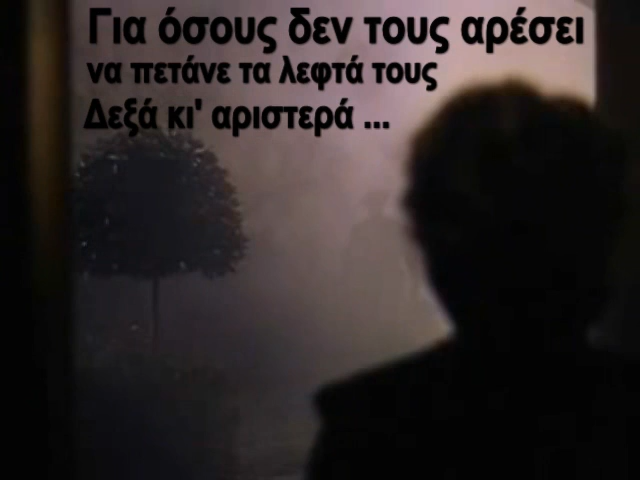 Για όσους δεν τους αρέσει
να πετάνε τα λεφτά τους
Δεξά κι' αριστερά ...